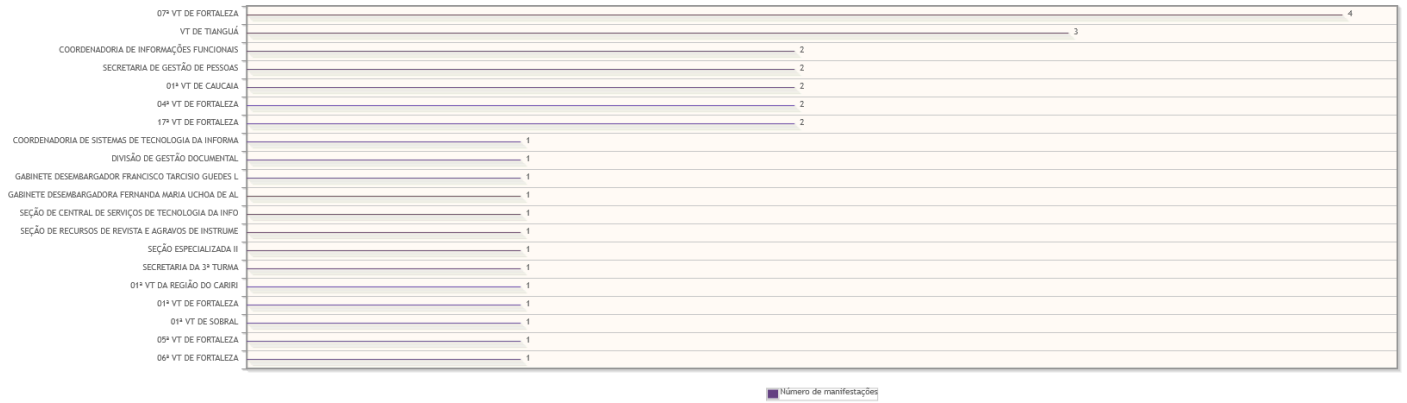 07ª VT DE FORTALEZA 4
VT DE TIANGUÁ 3
COORDENADORIA DE INFORMAÇÕES FUNCIONAIS 2
SECRETARIA DE GESTÃO DE PESSOAS 2
01ª VT DE CAUCAIA 2
04ª VT DE FORTALEZA 2
17ª VT DE FORTALEZA 2
COORDENADORIA DE SISTEMAS DE TECNOLOGIA DA INFORMA 1
DIVISÃO DE GESTÃO DOCUMENTAL 1
GABINETE DESEMBARGADOR FRANCISCO TARCISIO GUEDES L 1
GABINETE DESEMBARGADORA FERNANDA MARIA UCHOA DE AL 1
SEÇÃO DE CENTRAL DE SERVIÇOS DE TECNOLOGIA DA INFO 1
SEÇÃO DE RECURSOS DE REVISTA E AGRAVOS DE INSTRUME 1
SEÇÃO ESPECIALIZADA II 1
SECRETARIA DA 3ª TURMA 1
01ª VT DA REGIÃO DO CARIRI 1
01ª VT DE FORTALEZA 1
01ª VT DE SOBRAL 1
05ª VT DE FORTALEZA 1
06ª VT DE FORTALEZA 1
Número de manifestações